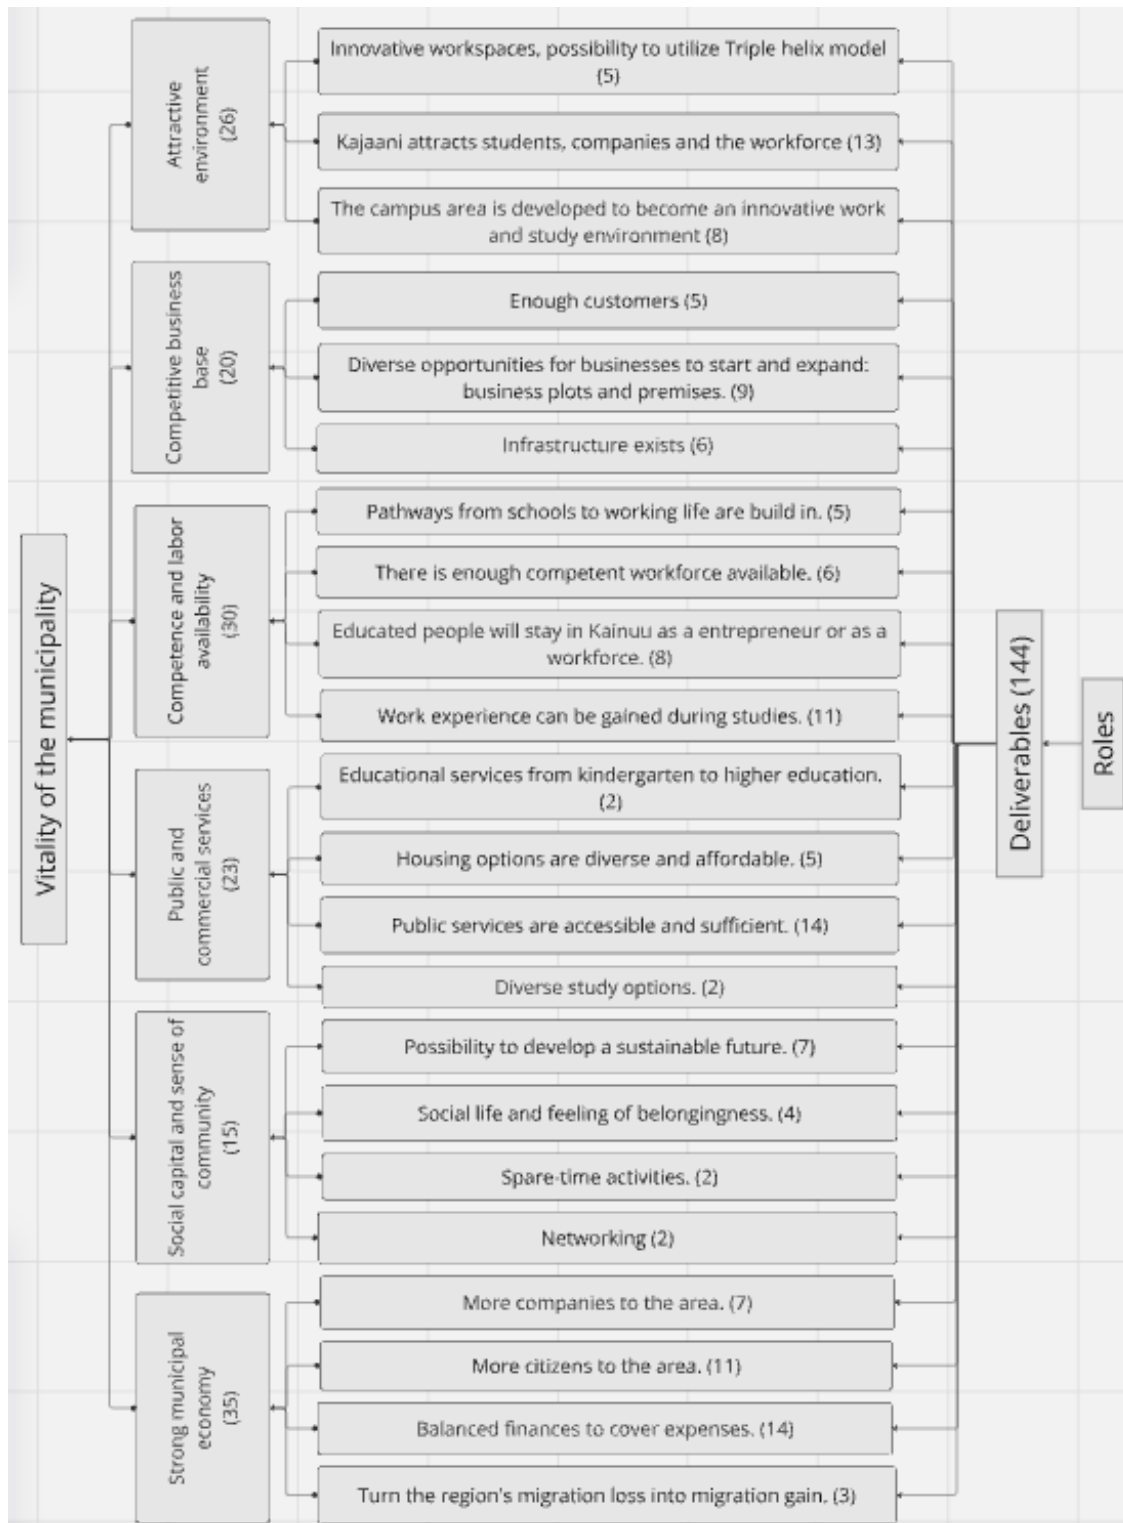 Vitality of the municipality
Attractive
environment
(26)
Innovative workspaces, possibility to utilize Triple helix model
(5)
Kajaani attracts students, companies and the workforce (13)
The campus area is developed to become an innovative work
and study environment (8)
Competitive business
base
(20)
Enough customers (5)
Diverse opportunities for businesses to start and expand:
business plots and premises. (9)
Infrastructure exists (6)
Competence and labor
availability
(30)
Pathways from schools to working life are build in. (5)
There is enough competent workforce available. (6)
Educated people will stay in Kainuu as a entrepreneur or as a
workforce. (8)
Work experience can be gained during studies. (11)
Public and
commercial services
(23)
Educational services from kindergarten to higher education.
(2)
Housing options are diverse and affordable. (5)
Public services are accessible and sufficient. (14)
Diverse study options. (2)
Social capital and sense of
community
(15)
Possibility to develop a sustainable future. (7)
Social life and feeling of belongingness. (4)
Spare-time activities. (2)
Networking (2)
Strong municipal
economy
(35)
More companies to the area. (7)
More citizens to the area. (11)
Balanced finances to cover expenses. (14)
Turn the region's migration loss into migration gain. (3)
Deliverables (144)
Roles